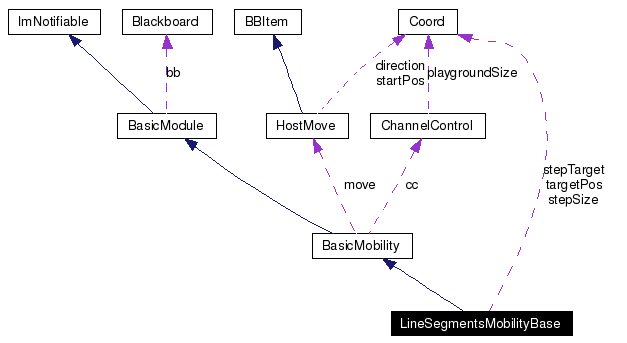 ImNotifiable
Blackboard
BBItem
Coord
bb
direction
startPos
playgroundSize
BasicModule
HostMove
ChannelControl
move
cc
stepTarget
targetPos
stepSize
BasicMobility
LineSegmentsMobilityBase